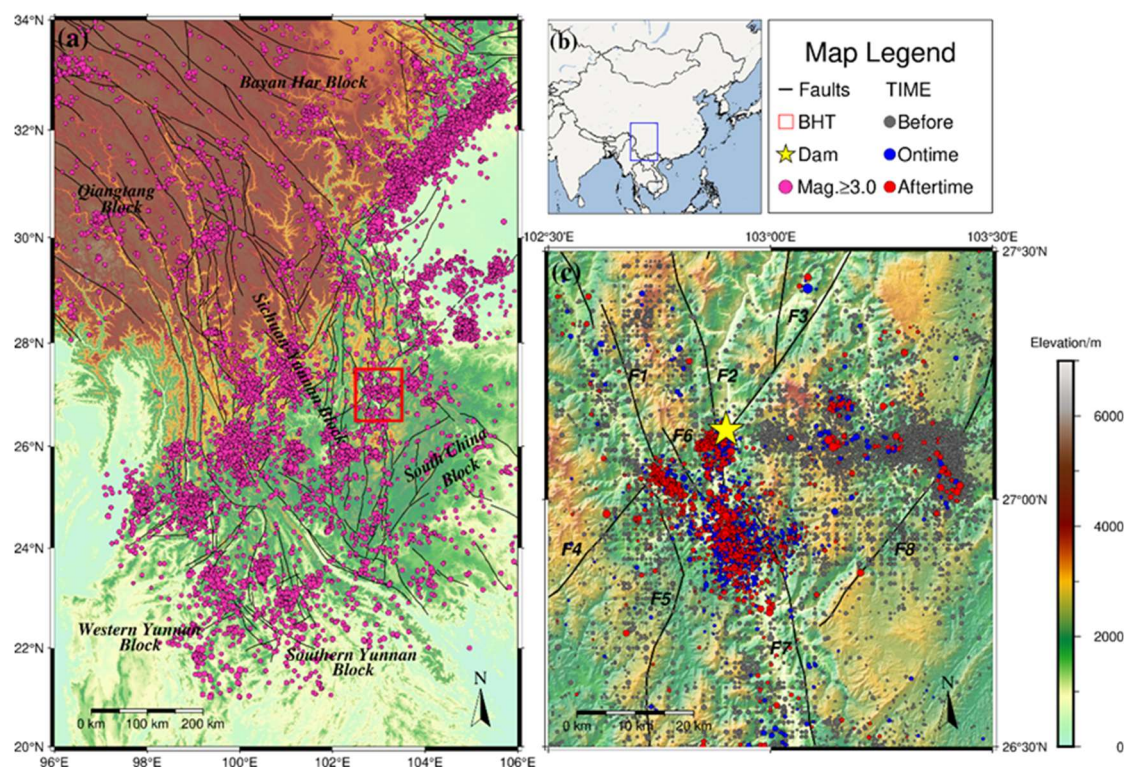 (a)
34°N
32°N
30°N
28°N
26°N
24°N
22°N
20°N
96°E 98°E 100°E 102°E 104°E 106°E
Bayan Har Block
Qiangtang
Block
Sichuan-Yunnan Block
South China
Block
Western Yunnan
Block
Southern Yunnan
Block
N
0 km 100 km 200 km
(b)
Map Legend
Faults TIME
BHT Before
Dam Ontime
Mag.≥3.0 Aftertime
102°30'E 103°00'E 103°30'E
(c)
27°30'N
27°00'N
26°30'N
F1
F2
F3
F6
F4
F5
F8
F7
N
0 km 10 km 20 km
Elevation/m
6000
4000
2000
0